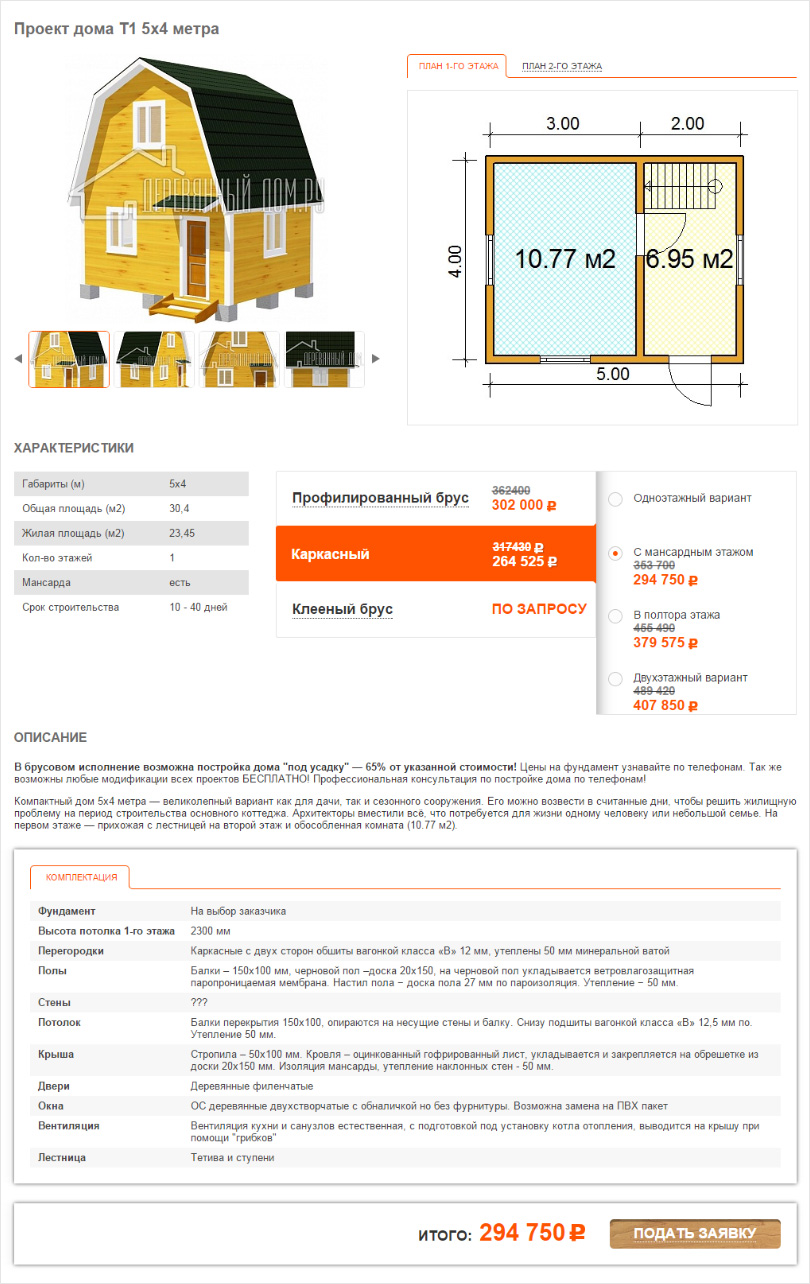 Проект дома Т1 5х4 метра
ПЛАН 1-ГО ЭТАЖА
ПЛАН 2-ГО ЭТАЖА
ДЕРЕВЯННЫЙ ДОМ.РУ
3.00
2.00
4.00
10.77 м2
6.95 м2
5.00
ХАРАКТЕРИСТИКИ
Габариты (м) 5х4
Общая площадь (м2) 30,4
Жилая площадь (м2) 23,45
Кол-во этажей 1
Мансарда есть
Срок строительства 10 - 40 дней
Профилированный брус
362400
302 000 ₽
Каркасный
317430 ₽
264 525 ₽
Клееный брус
ПО ЗАПРОСУ
Одноэтажный вариант
С мансардным этажом
353 700
294 750 ₽
В полтора этажа
455 490
379 575 ₽
Двухэтажный вариант
489 420
407 850 ₽
ОПИСАНИЕ
В брусовом исполнение возможна постройка дома "под усадку" — 65% от указанной стоимости! Цены на фундамент узнавайте по телефонам. Так же
возможны любые модификации всех проектов БЕСПЛАТНО! Профессиональная консультация по постройке дома по телефонам!
Компактный дом 5х4 метра — великолепный вариант как для дачи, так и сезонного сооружения. Его можно возвести в считанные дни, чтобы решить жилищную
проблему на период строительства основного коттеджа. Архитекторы вместили всё, что потребуется для жизни одному человеку или небольшой семье. На
первом этаже — прихожая с лестницей на второй этаж и обособленная комната (10.77 м2).
КОМПЛЕКТАЦИЯ
Фундамент На выбор заказчика
Высота потолка 1-го этажа 2300 мм
Перегородки Каркасные с двух сторон обшиты вагонкой класса «В» 12 мм, утеплены 50 мм минеральной ватой
Полы Балки – 150х100 мм, черновой пол –доска 20х150, на черновой пол укладывается ветровлагозащитная
паропроницаемая мембрана. Настил пола – доска пола 27 мм по пароизоляция. Утепление – 50 мм.
Стены ???
Потолок Балки перекрытия 150х100, опираются на несущие стены и балку. Снизу подшиты вагонкой класса «В» 12,5 мм по.
Утепление 50 мм.
Крыша Стропила – 50х100 мм. Кровля – оцинкованный гофрированный лист, укладывается и закрепляется на обрешетке из
доски 20х150 мм. Изоляция мансарды, утепление наклонных стен - 50 мм.
Двери Деревянные филенчатые
Окна ОС деревянные двухстворчатые с обналичкой но без фурнитуры. Возможна замена на ПВХ пакет
Вентиляция Вентиляция кухни и санузлов естественная, с подготовкой под установку котла отопления, выводится на крышу при
помощи "грибков"
Лестница Тетива и ступени
ИТОГО: 294 750 ₽
ПОДАТЬ ЗАЯВКУ